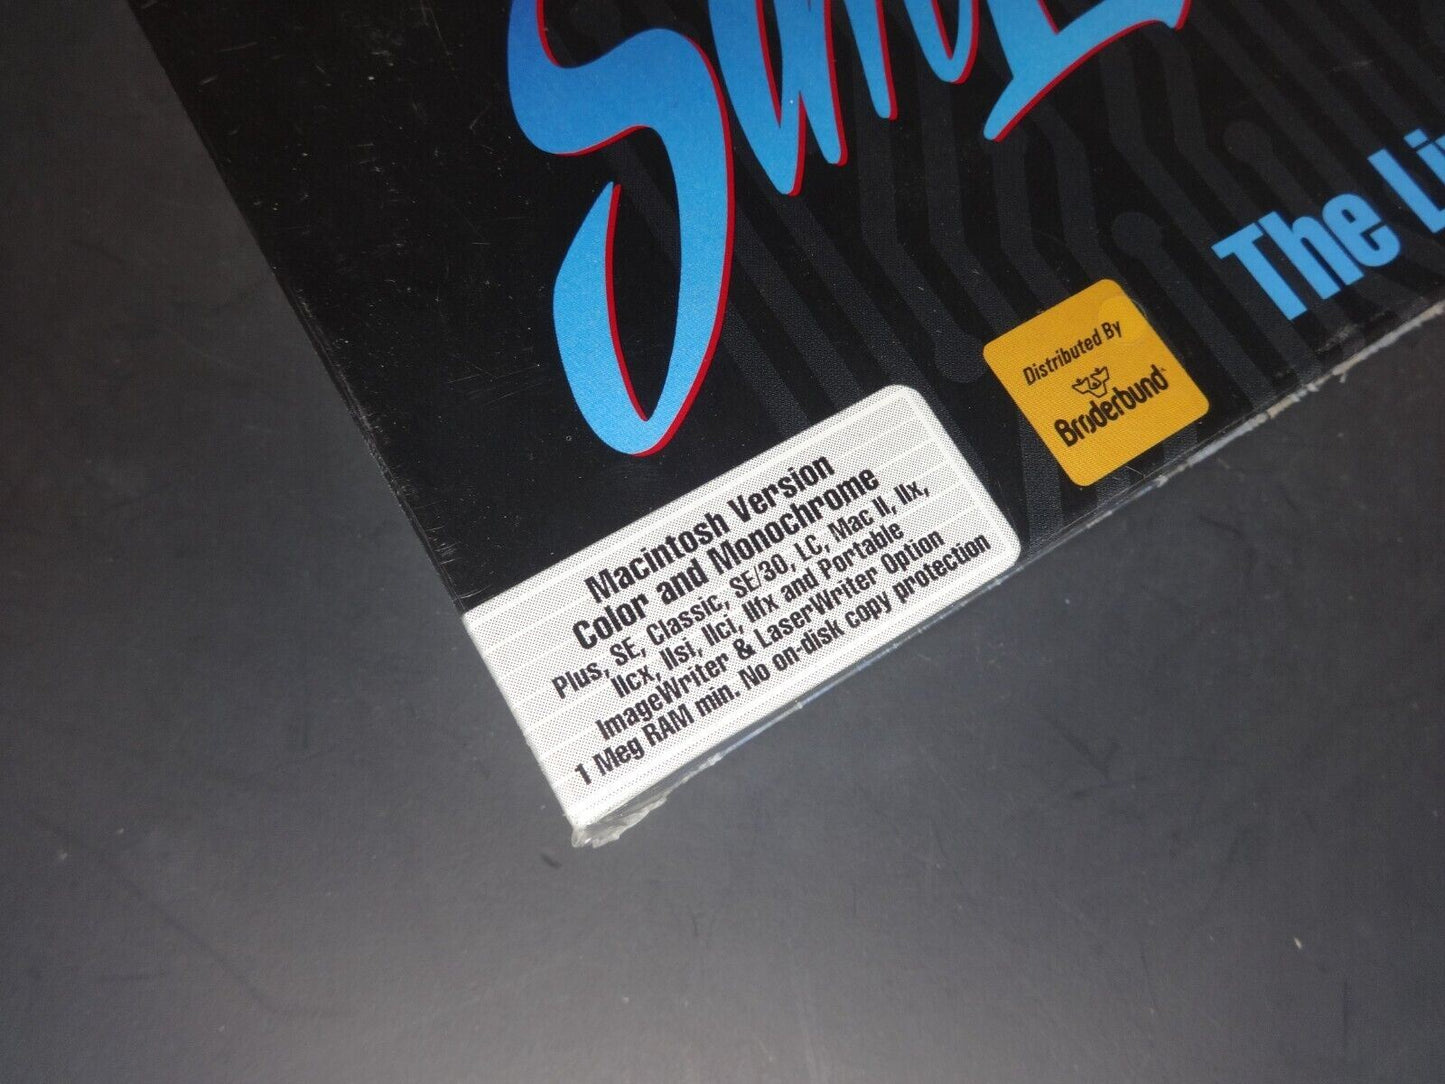 The
Distributed By
Brøderbund
Macintosh Version
Color and Monochrome
Plus, SE, Classic, SE/30, LC, Mac II, IIx,
IIcx, IIsi, IIci, IIfx and Portable
ImageWriter & LaserWriter Option
1 Meg RAM min. No on-disk copy protection